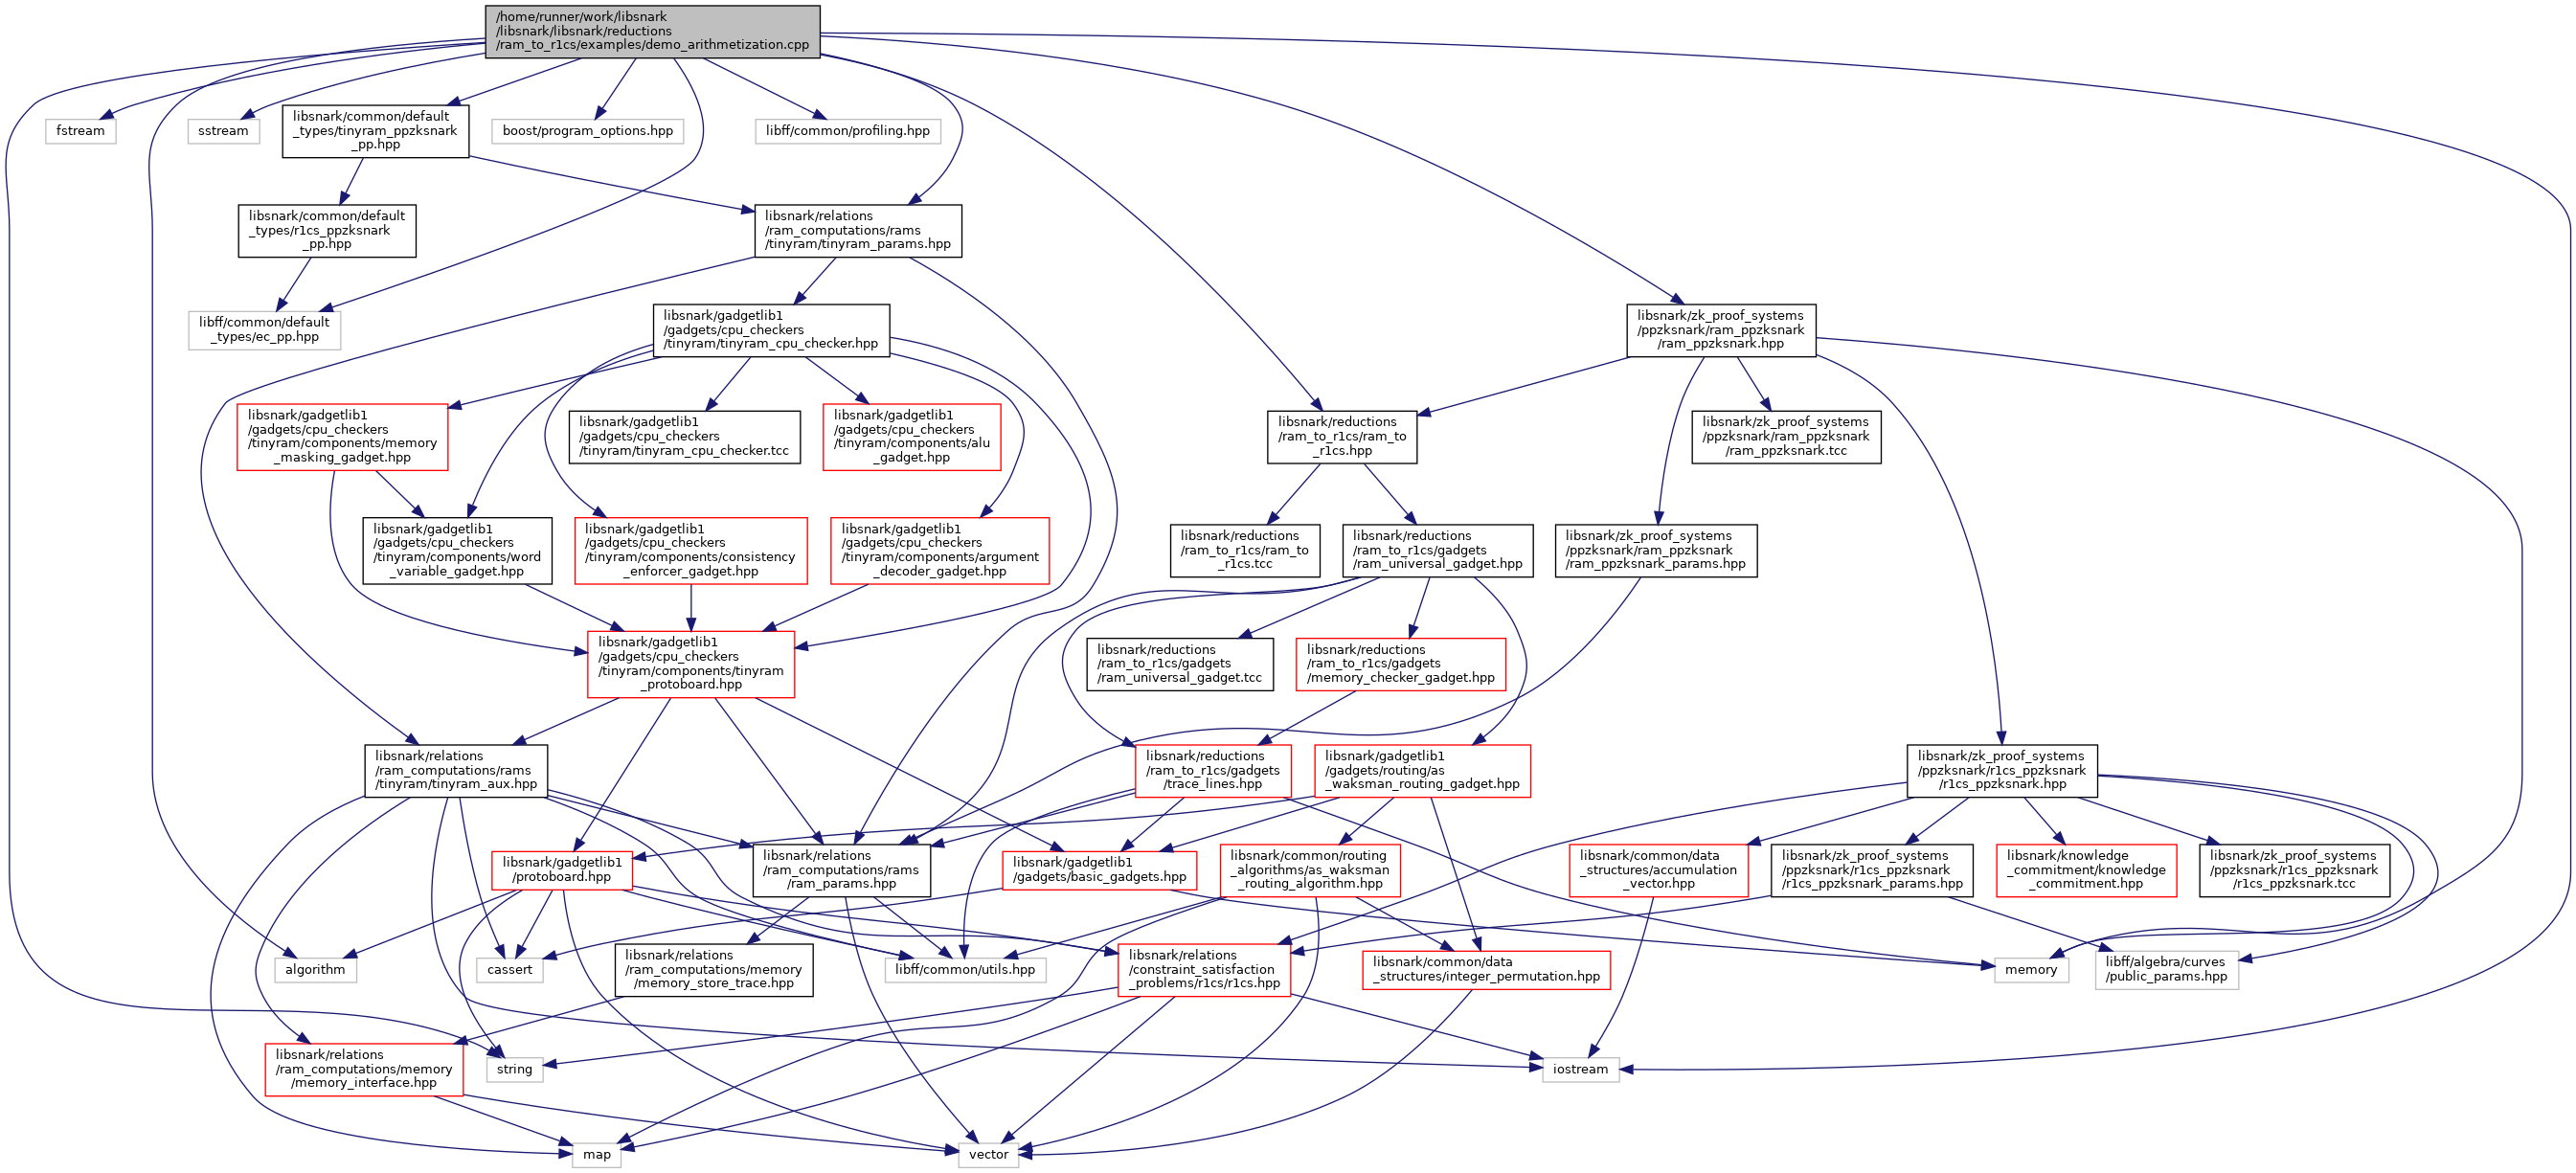 /home/runner/work/libsnark
/libsnark/libsnark/reductions
/ram_to_r1cs/examples/demo_arithmetization.cpp
fstream
sstream
libsnark/common/default
_types/tinyram_ppzksnark
_pp.hpp
boost/program_options.hpp
libff/common/profiling.hpp
libsnark/common/default
_types/r1cs_ppzksnark
_pp.hpp
libsnark/relations
/ram_computations/rams
/tinyram/tinyram_params.hpp
libff/common/default
_types/ec_pp.hpp
libsnark/gadgetlib1
/gadgets/cpu_checkers
/tinyram/tinyram_cpu_checker.hpp
libsnark/zk_proof_systems
/ppzksnark/ram_ppzksnark
/ram_ppzksnark.hpp
libsnark/gadgetlib1
/gadgets/cpu_checkers
/tinyram/components/memory
_masking_gadget.hpp
libsnark/gadgetlib1
/gadgets/cpu_checkers
/tinyram/tinyram_cpu_checker.tcc
libsnark/gadgetlib1
/gadgets/cpu_checkers
/tinyram/components/alu
_gadget.hpp
libsnark/reductions
/ram_to_r1cs/ram_to
_r1cs.hpp
libsnark/zk_proof_systems
/ppzksnark/ram_ppzksnark
/ram_ppzksnark.tcc
libsnark/gadgetlib1
/gadgets/cpu_checkers
/tinyram/components/word
_variable_gadget.hpp
libsnark/gadgetlib1
/gadgets/cpu_checkers
/tinyram/components/consistency
_enforcer_gadget.hpp
libsnark/gadgetlib1
/gadgets/cpu_checkers
/tinyram/components/argument
_decoder_gadget.hpp
libsnark/reductions
/ram_to_r1cs/ram_to
_r1cs.tcc
libsnark/reductions
/ram_to_r1cs/gadgets
/ram_universal_gadget.hpp
libsnark/zk_proof_systems
/ppzksnark/ram_ppzksnark
/ram_ppzksnark_params.hpp
libsnark/gadgetlib1
/gadgets/cpu_checkers
/tinyram/components/tinyram
_protoboard.hpp
libsnark/reductions
/ram_to_r1cs/gadgets
/ram_universal_gadget.tcc
libsnark/reductions
/ram_to_r1cs/gadgets
/memory_checker_gadget.hpp
libsnark/relations
/ram_computations/rams
/tinyram/tinyram_aux.hpp
libsnark/reductions
/ram_to_r1cs/gadgets
/trace_lines.hpp
libsnark/gadgetlib1
/gadgets/routing/as
_waksman_routing_gadget.hpp
libsnark/zk_proof_systems
/ppzksnark/r1cs_ppzksnark
/r1cs_ppzksnark.hpp
libsnark/gadgetlib1
/protoboard.hpp
libsnark/relations
/ram_computations/rams
/ram_params.hpp
libsnark/gadgetlib1
/gadgets/basic_gadgets.hpp
libsnark/common/routing
_algorithms/as_waksman
_routing_algorithm.hpp
libsnark/common/data
_structures/accumulation
_vector.hpp
libsnark/zk_proof_systems
/ppzksnark/r1cs_ppzksnark
/r1cs_ppzksnark_params.hpp
libsnark/knowledge
_commitment/knowledge
_commitment.hpp
libsnark/zk_proof_systems
/ppzksnark/r1cs_ppzksnark
/r1cs_ppzksnark.tcc
algorithm
cassert
libsnark/relations
/ram_computations/memory
/memory_store_trace.hpp
libff/common/utils.hpp
libsnark/relations
/constraint_satisfaction
_problems/r1cs/r1cs.hpp
libsnark/common/data
_structures/integer_permutation.hpp
memory
libff/algebra/curves
/public_params.hpp
libsnark/relations
/ram_computations/memory
/memory_interface.hpp
string
iostream
map
vector